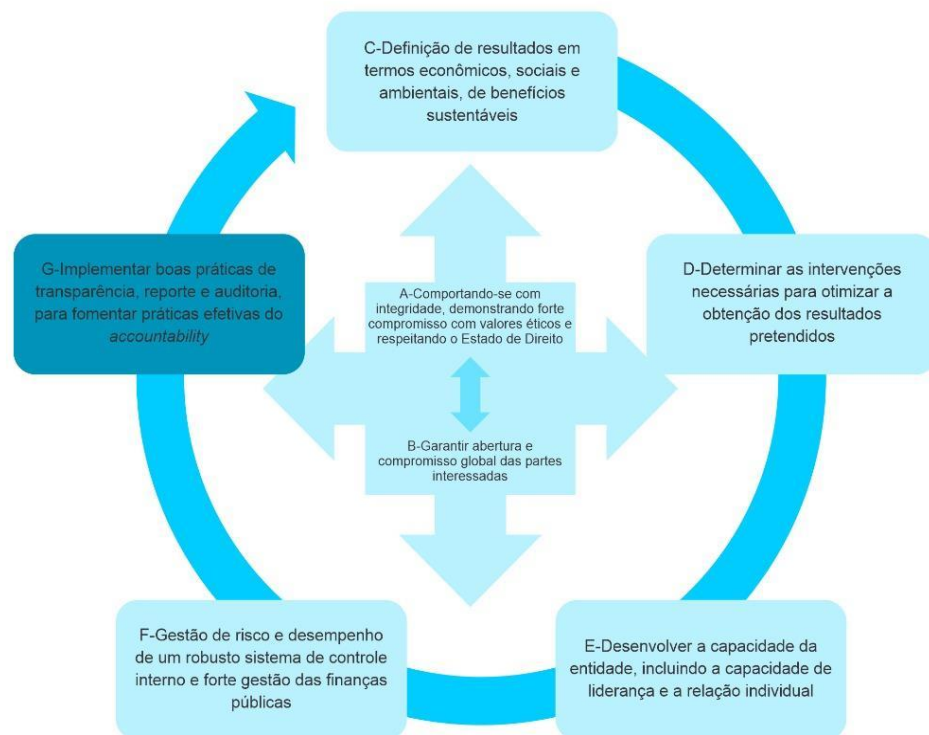 C-Definição de resultados em
termos econômicos, sociais e
ambientais, de benefícios
sustentáveis
G-Implementar boas práticas de
transparência, reporte e auditoria,
para fomentar práticas efetivas do
accountability
A-Comportando-se com
integridade, demonstrando forte
compromisso com valores éticos e
respeitando o Estado de Direito
D-Determinar as intervenções
necessárias para otimizar a
obtenção dos resultados
pretendidos
B-Garantir abertura e
compromisso global das partes
interessadas
F-Gestão de risco e desempenho
de um robusto sistema de controle
interno e forte gestão das finanças
públicas
E-Desenvolver a capacidade da
entidade, incluindo a capacidade de
liderança e a relação individual